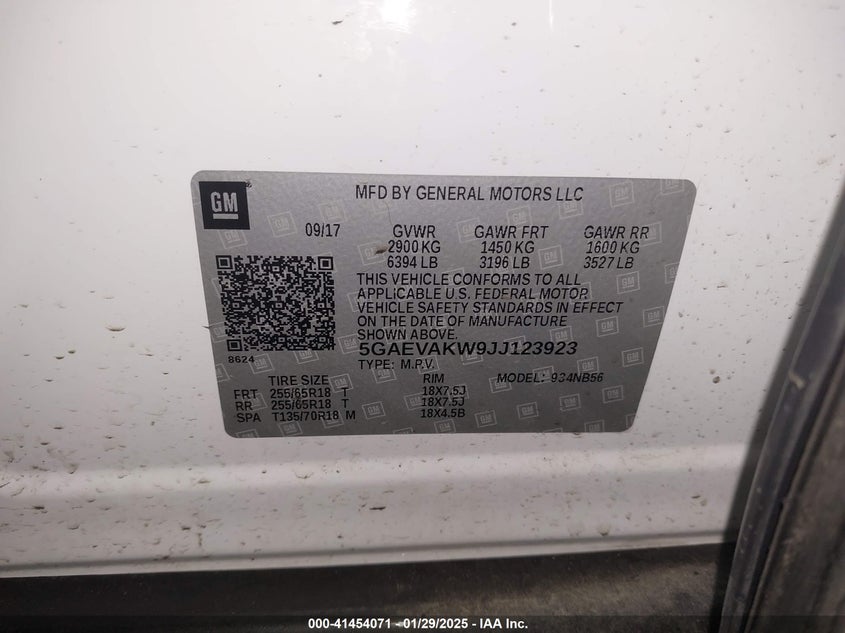 GM
MFD BY GENERAL MOTORS LLC
09/17 GVWR GAWR FRT GAWR RR
2900 KG 1450 KG 1600 KG
6394 LB 3196 LB 3527 LB
THIS VEHICLE CONFORMS TO ALL
APPLICABLE U.S. FEDERAL MOTOR
VEHICLE SAFETY STANDARDS IN EFFECT
ON THE DATE OF MANUFACTURE
SHOWN ABOVE.
8624
5GAEVAKW9JJ123923
TYPE: M.P.V.
TIRE SIZE RIM MODEL: 934NB56
FRT 255/65R18 T 18X7.5J
RR 255/65R18 T 18X7.5J
SPA T135/70R18 M 18X4.5B
000-41454071 - 01/29/2025 - IAA Inc.